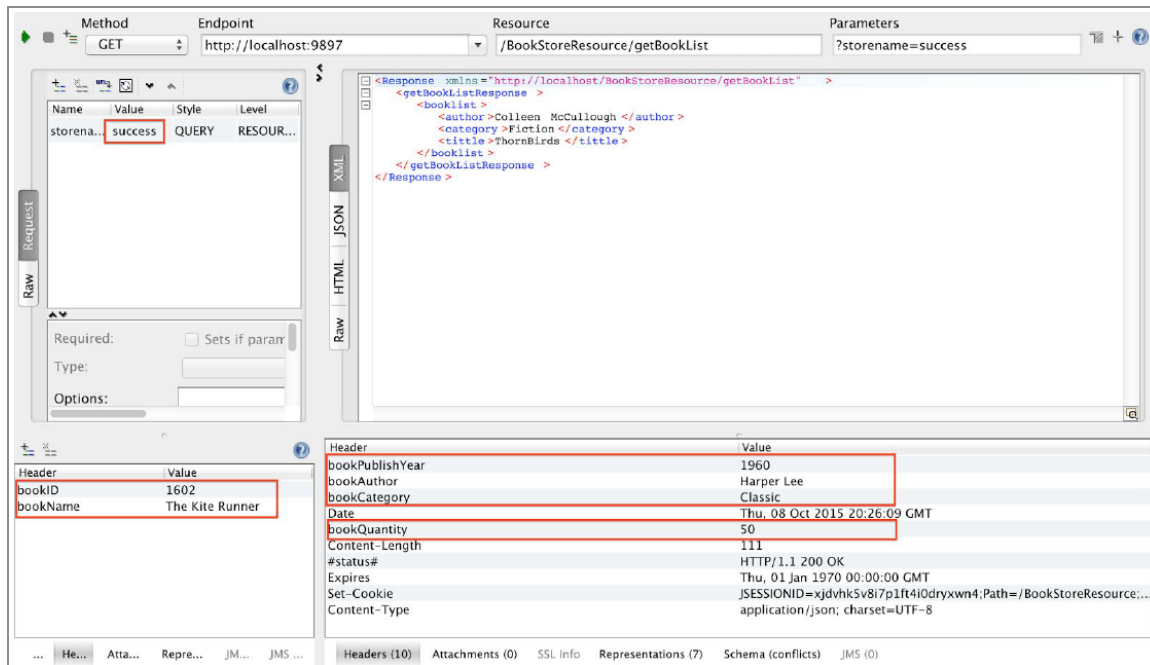 Method Endpoint Resource Parameters
GET http://localhost:9897 /BookStoreResource/getBookList ?storename=success
Name Value Style Level
storena... success QUERY RESOUR...
Request
Raw
Required: Sets if param
Type:
Options:
XML
JSON
HTML
Raw
<Response xmlns="http://localhost/BookStoreResource/getBookList" >
<getBookListResponse >
<booklist >
<author >Colleen McCullough </author >
<category >Fiction </category >
<tittle >ThornBirds </tittle >
</booklist >
</getBookListResponse >
</Response >
Header Value
bookID 1602
bookName The Kite Runner
... He... Atta... Repre... JM... JMS ...
Header Value
bookPublishYear 1960
bookAuthor Harper Lee
bookCategory Classic
Date Thu, 08 Oct 2015 20:26:09 GMT
bookQuantity 50
Content-Length 111
#status# HTTP/1.1 200 OK
Expires Thu, 01 Jan 1970 00:00:00 GMT
Set-Cookie JSESSIONID=xjdvhk5v8i7p1ft4i0dryxwn4;Path=/BookStoreResource;...
Content-Type application/json; charset=UTF-8
Headers (10) Attachments (0) SSL Info Representations (7) Schema (conflicts) JMS (0)